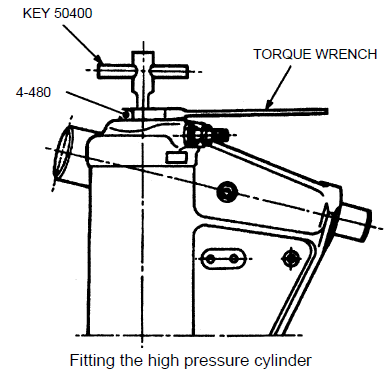 KEY 50400
TORQUE WRENCH
4-480
Fitting the high pressure cylinder